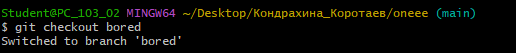 Student@PC_103_02 MINGW64 ~/Desktop/Кондрахина_Коротаев/oneee (main)
$ git checkout bored
Switched to branch 'bored'